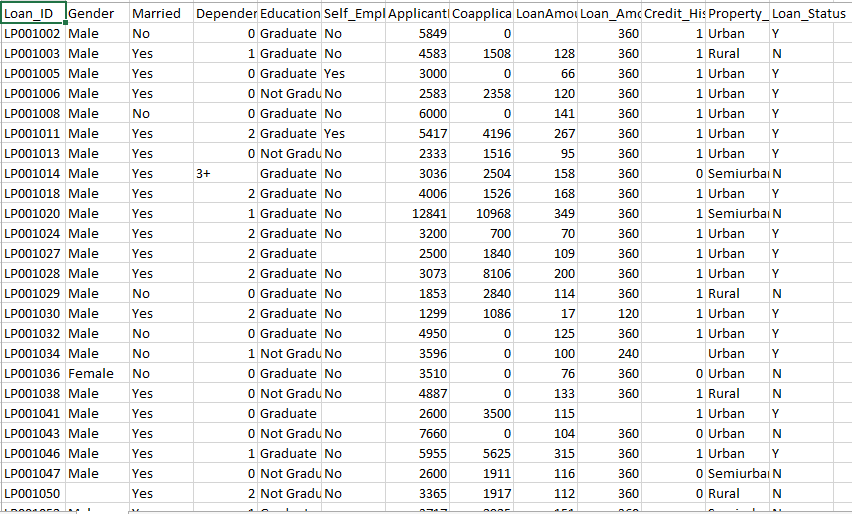 Loan_ID Gender Married Depender Education Self_Empl ApplicantI Coapplica LoanAmou Loan_Amo Credit_His Property_ Loan_Status
LP001002 Male No 0 Graduate No 5849 0 360 1 Urban Y
LP001003 Male Yes 1 Graduate No 4583 1508 128 360 1 Rural N
LP001005 Male Yes 0 Graduate Yes 3000 0 66 360 1 Urban Y
LP001006 Male Yes 0 Not Gradu No 2583 2358 120 360 1 Urban Y
LP001008 Male No 0 Graduate No 6000 0 141 360 1 Urban Y
LP001011 Male Yes 2 Graduate Yes 5417 4196 267 360 1 Urban Y
LP001013 Male Yes 0 Not Gradu No 2333 1516 95 360 1 Urban Y
LP001014 Male Yes 3+ Graduate No 3036 2504 158 360 0 Semiurba N
LP001018 Male Yes 2 Graduate No 4006 1526 168 360 1 Urban Y
LP001020 Male Yes 1 Graduate No 12841 10968 349 360 1 Semiurba N
LP001024 Male Yes 2 Graduate No 3200 700 70 360 1 Urban Y
LP001027 Male Yes 2 Graduate 2500 1840 109 360 1 Urban Y
LP001028 Male Yes 2 Graduate No 3073 8106 200 360 1 Urban Y
LP001029 Male No 0 Graduate No 1853 2840 114 360 1 Rural N
LP001030 Male Yes 2 Graduate No 1299 1086 17 120 1 Urban Y
LP001032 Male No 0 Graduate No 4950 0 125 360 1 Urban Y
LP001034 Male No 1 Not Gradu No 3596 0 100 240 Urban Y
LP001036 Female No 0 Graduate No 3510 0 76 360 0 Urban N
LP001038 Male Yes 0 Not Gradu No 4887 0 133 360 1 Rural N
LP001041 Male Yes 0 Graduate 2600 3500 115 1 Urban Y
LP001043 Male Yes 0 Not Gradu No 7660 0 104 360 0 Urban N
LP001046 Male Yes 1 Graduate No 5955 5625 315 360 1 Urban Y
LP001047 Male Yes 0 Not Gradu No 2600 1911 116 360 0 Semiurba N
LP001050 Yes 2 Not Gradu No 3365 1917 112 360 0 Rural N